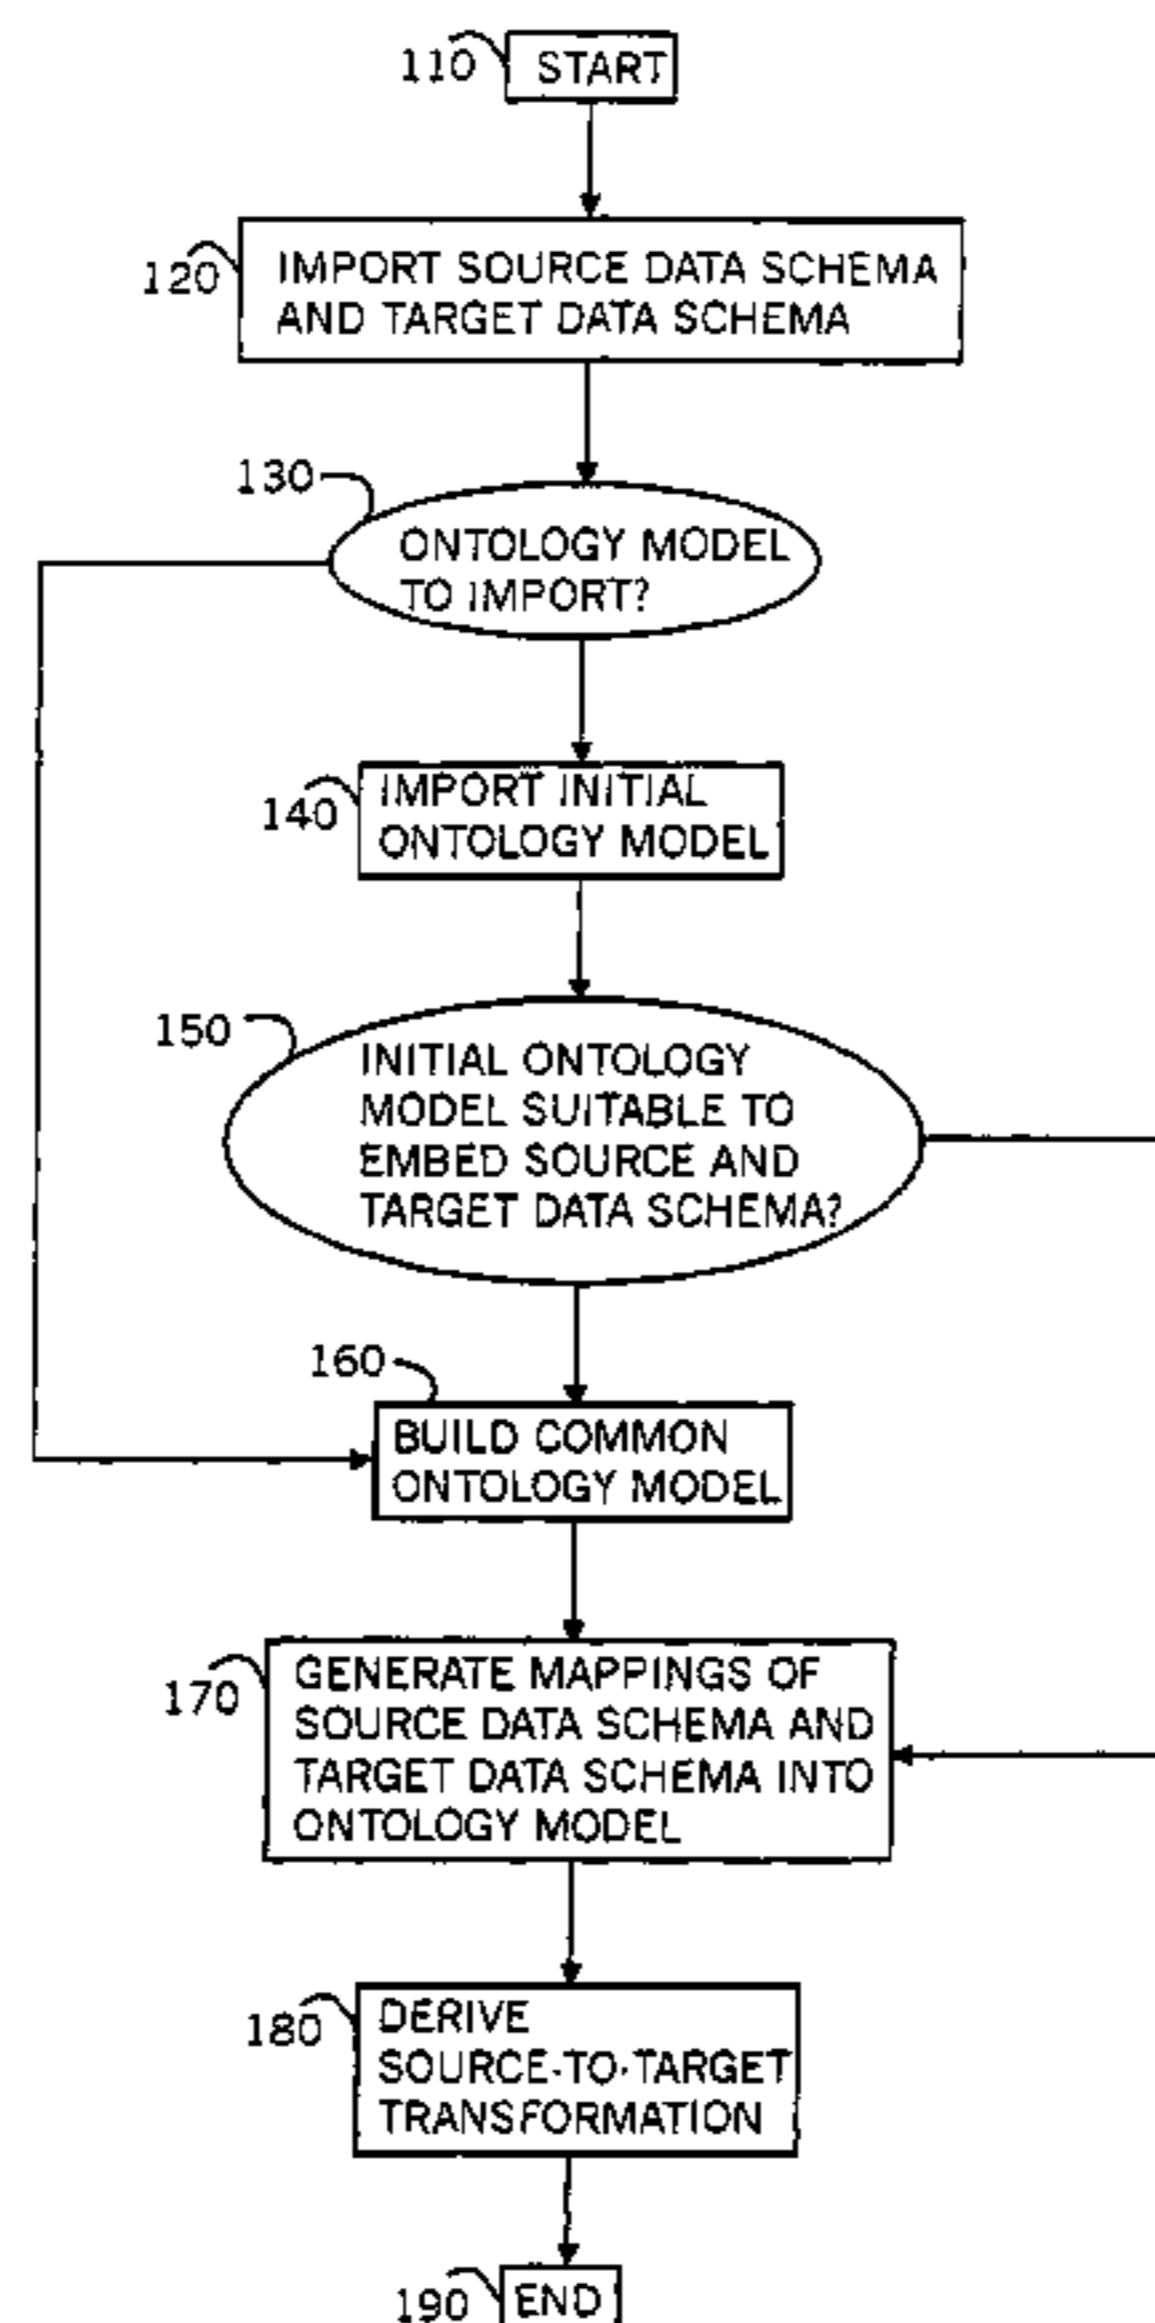 110
START
120
IMPORT SOURCE DATA SCHEMA
AND TARGET DATA SCHEMA
130
ONTOLOGY MODEL
TO IMPORT?
140
IMPORT INITIAL
ONTOLOGY MODEL
150
INITIAL ONTOLOGY
MODEL SUITABLE TO
EMBED SOURCE AND
TARGET DATA SCHEMA?
160
BUILD COMMON
ONTOLOGY MODEL
170
GENERATE MAPPINGS OF
SOURCE DATA SCHEMA AND
TARGET DATA SCHEMA INTO
ONTOLOGY MODEL
180
DERIVE
SOURCE-TO-TARGET
TRANSFORMATION
190
END